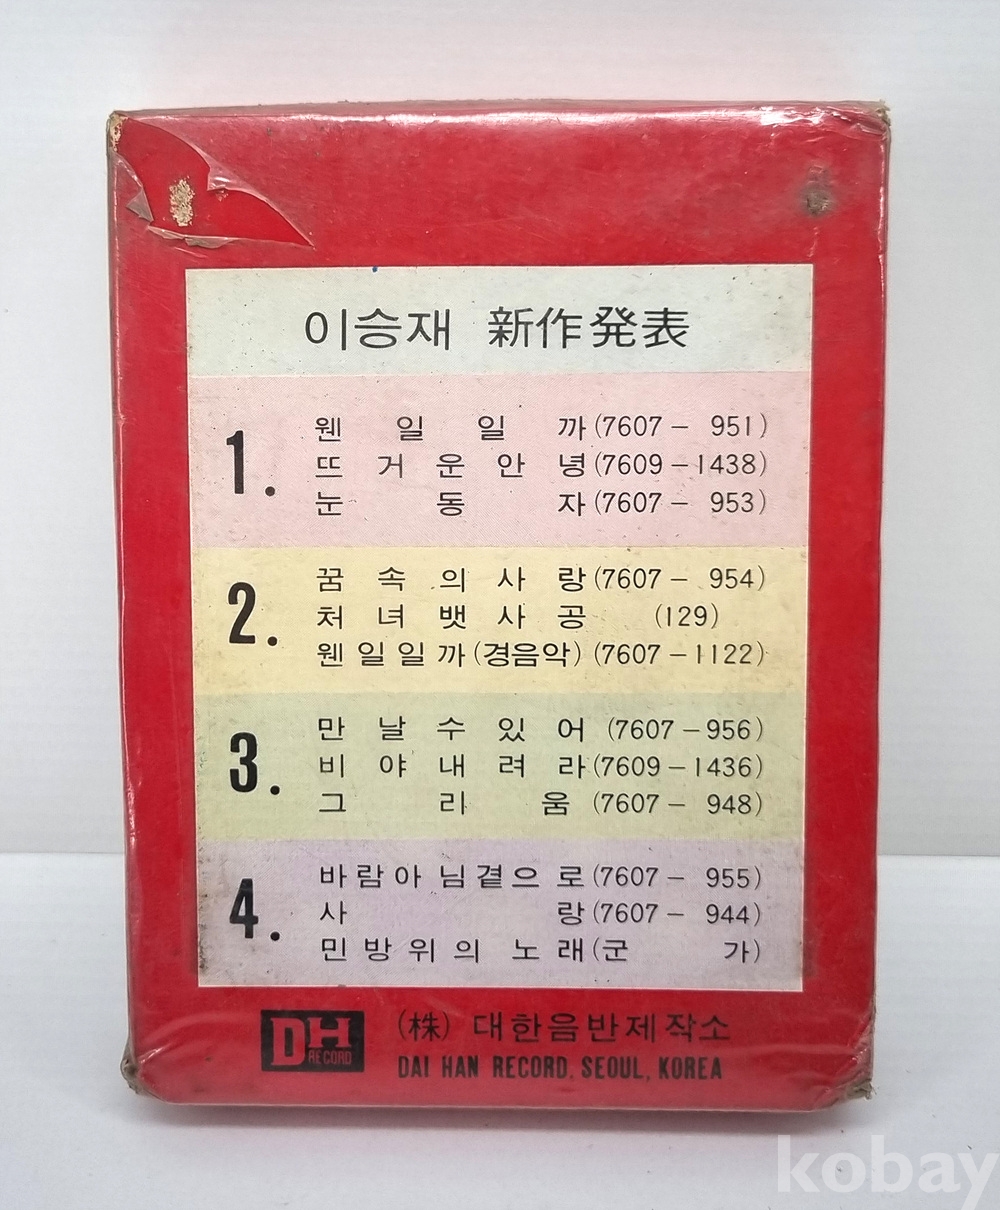 이승재 新作発表
1.
웬일일까(7607－951)
뜨거운안녕(7609－1438)
눈동자(7607－953)
2.
꿈속의사랑(7607－954)
처녀뱃사공(129)
웬일일까(경음악)(7607－1122)
3.
만날수있어(7607－956)
비야내려라(7609－1436)
그리움(7607－948)
4.
바람아님곁으로(7607－955)
사랑(7607－944)
민방위의 노래(군가)
DH RECORD
(株) 대한음반제작소
DAI HAN RECORD, SEOUL, KOREA
kobay